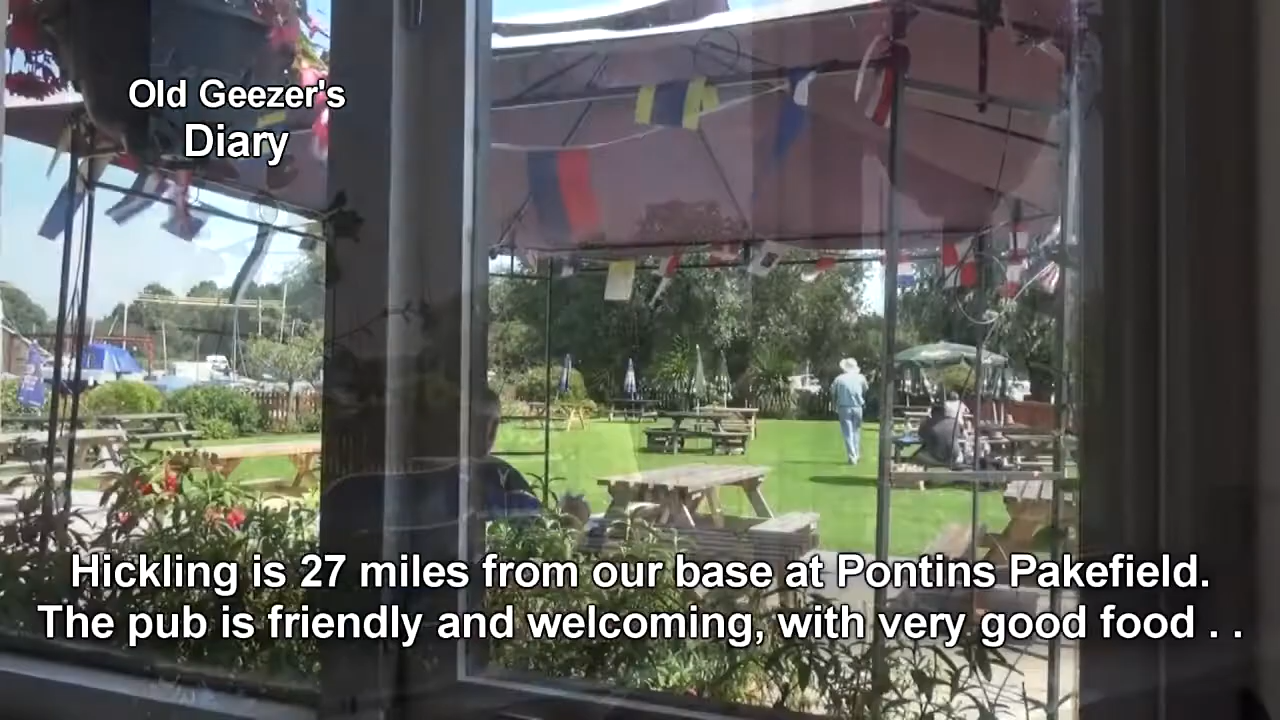 Old Geezer's
Diary
Hickling is 27 miles from our base at Pontins Pakefield.
The pub is friendly and welcoming, with very good food . .